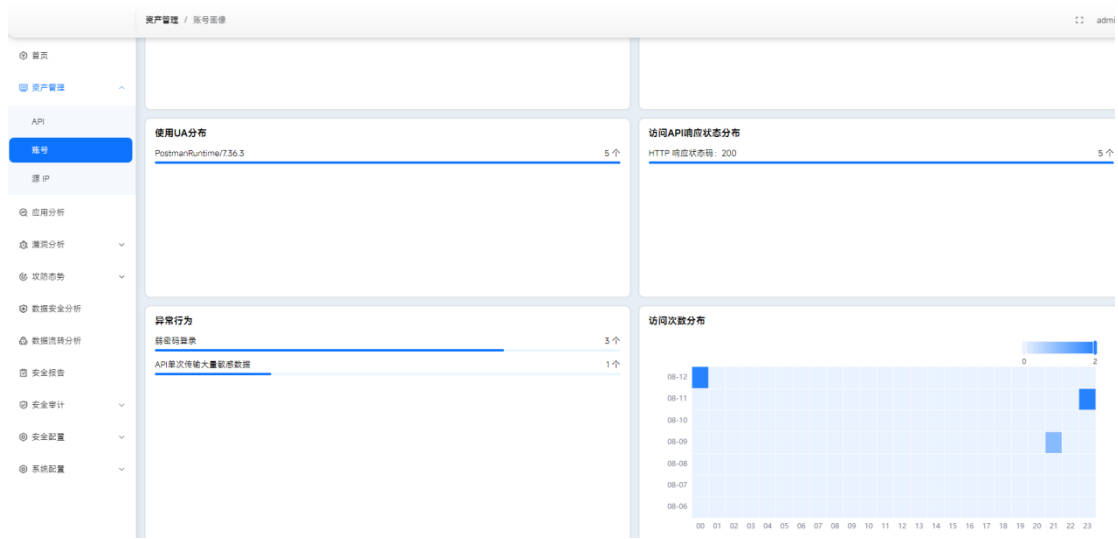 资产管理 / 账号画像
admi
首页
资产管理
API
账号
源 IP
应用分析
漏洞分析
攻防态势
数据安全分析
数据流转分析
安全报告
安全审计
安全配置
系统配置
使用UA分布
PostmanRuntime/7.36.3 5 个
访问API响应状态分布
HTTP 响应状态码：200 5 个
异常行为
弱密码登录 3 个
API单次传输大量敏感数据 1 个
访问次数分布
0 2
08-12
08-11
08-10
08-09
08-08
08-07
08-06
00 01 02 03 04 05 06 07 08 09 10 11 12 13 14 15 16 17 18 19 20 21 22 23